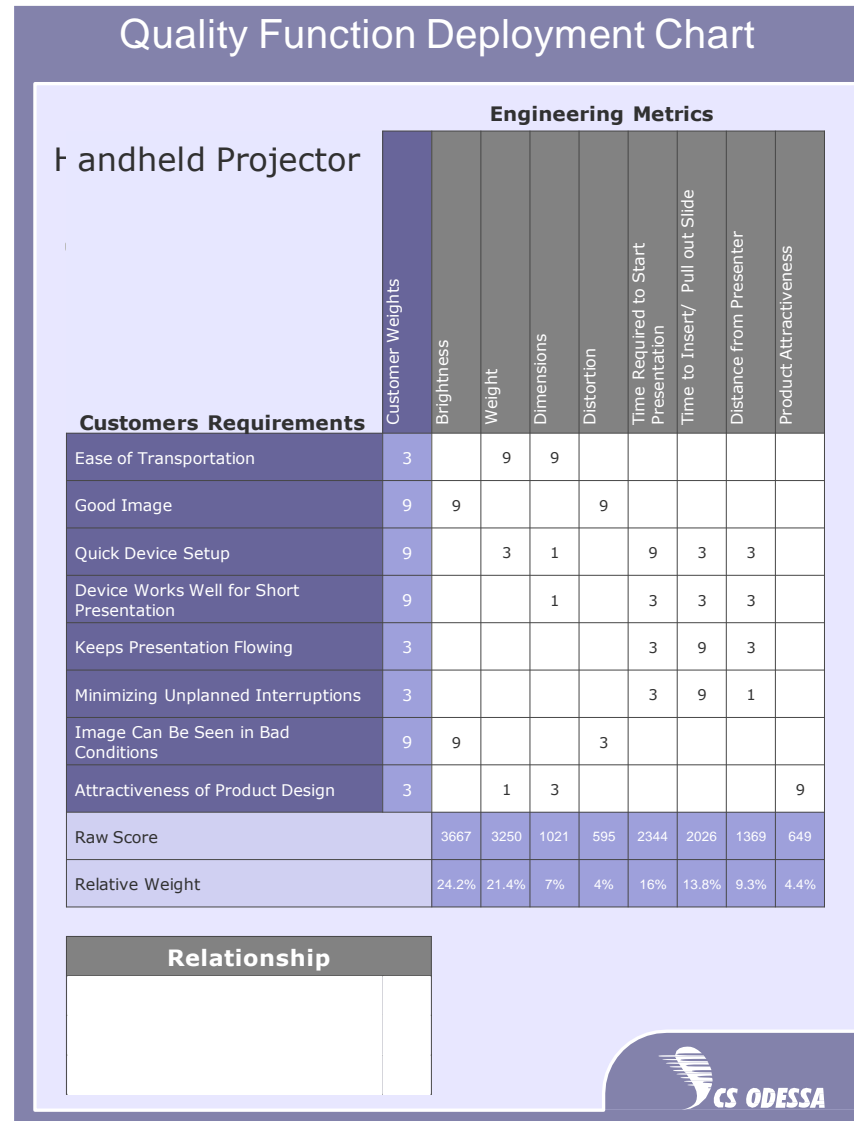 Quality Function Deployment Chart
Engineering Metrics
Handheld Projector
Customers Requirements
Customer Weights
Brightness
Weight
Dimensions
Distortion
Time Required to Start
Presentation
Time to Insert/ Pull out Slide
Distance from Presenter
Product Attractiveness
Ease of Transportation 3 9 9
Good Image 9 9 9
Quick Device Setup 9 3 1 9 3 3
Device Works Well for Short
Presentation 9 1 3 3 3
Keeps Presentation Flowing 3 3 9 3
Minimizing Unplanned Interruptions 3 3 9 1
Image Can Be Seen in Bad
Conditions 9 9 3
Attractiveness of Product Design 3 1 3 9
Raw Score 3667 3250 1021 595 2344 2026 1369 649
Relative Weight 24.2% 21.4% 7% 4% 16% 13.8% 9.3% 4.4%
Relationship
CS ODESSA